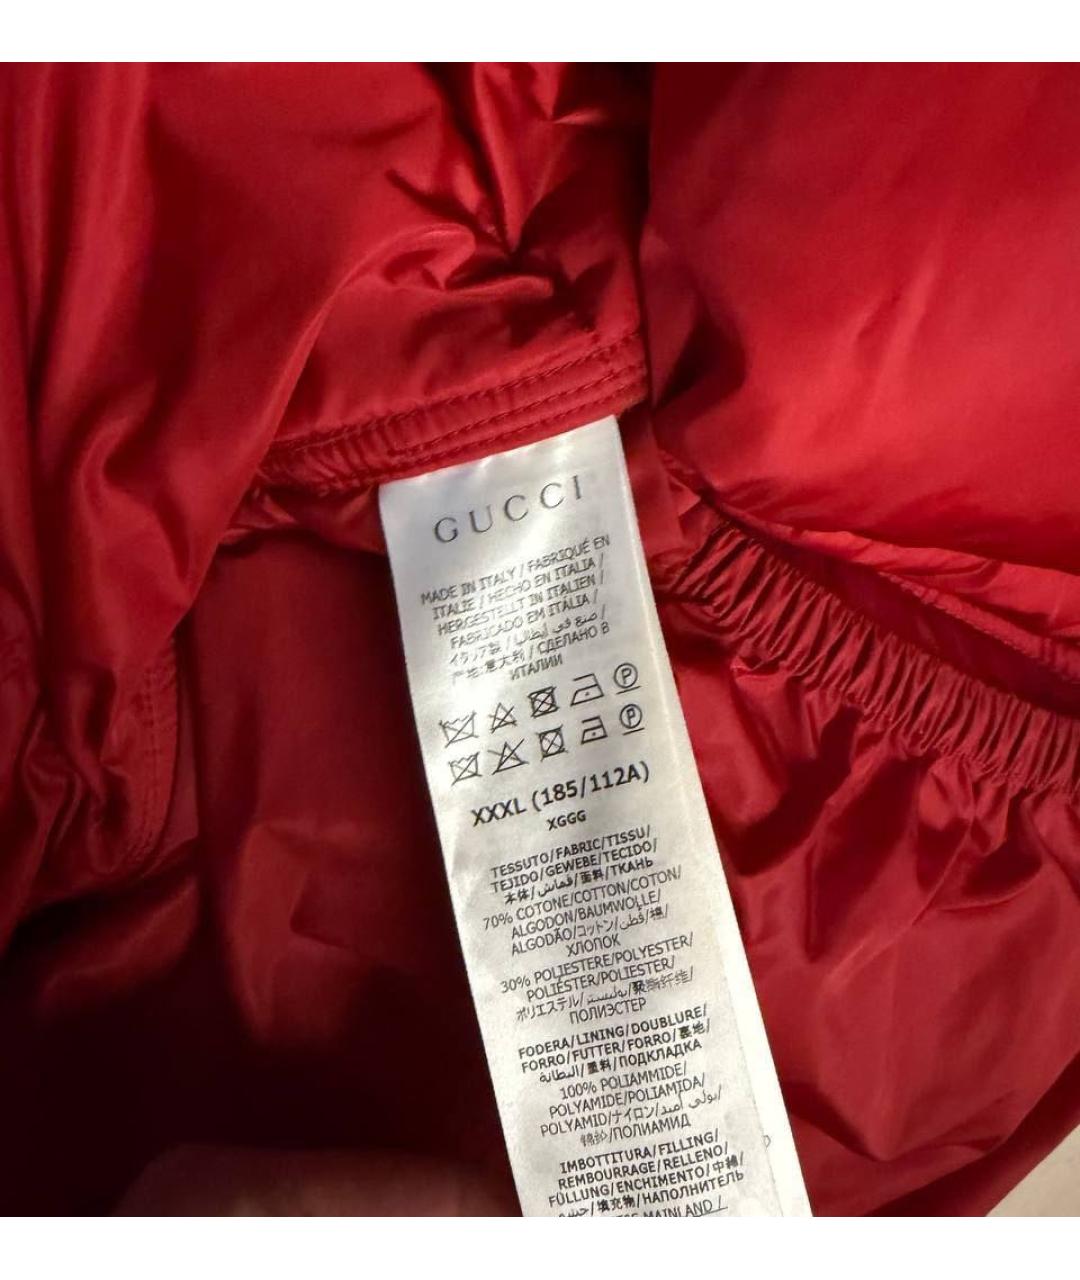 GUCCI
MADE IN ITALY / FABRIQUÉ EN
ITALIE / HECHO EN ITALIA /
HERGESTELLT IN ITALIEN /
FABRICADO EM ITÁLIA /
イタリア製 / صنع في إيطاليا /
产地:意大利 / СДЕЛАНО В
ИТАЛИИ
P
P
XXXL (185/112A)
XGGG
TESSUTO/FABRIC/TISSU/
TEJIDO/GEWEBE/TECIDO/
本体/قماش/面料/ТКАНЬ
70% COTONE/COTTON/COTON/
ALGODON/BAUMWOLLE/
ALGODÃO/コットン/قطن/棉/
ХЛОПОК
30% POLIESTERE/POLYESTER/
POLIÉSTER/POLIESTER/
ポリエステル/بوليستر/聚酯纤维/
ПОЛИЭСТЕР
FODERA/LINING/DOUBLURE/
FORRO/FUTTER/FORRO/裏地/
البطانة/里料/ПОДКЛАДКА
100% POLIAMMIDE/
POLYAMIDE/POLIAMIDA/
POLYAMID/ナイロン/بولي أميد/
锦纶/ПОЛИАМИД
IMBOTTITURA/FILLING/
REMBOURRAGE/RELLENO/
FÜLLUNG/ENCHIMENTO/中綿/
/填充物/НАПОЛНИТЕЛЬ
MAINLAND